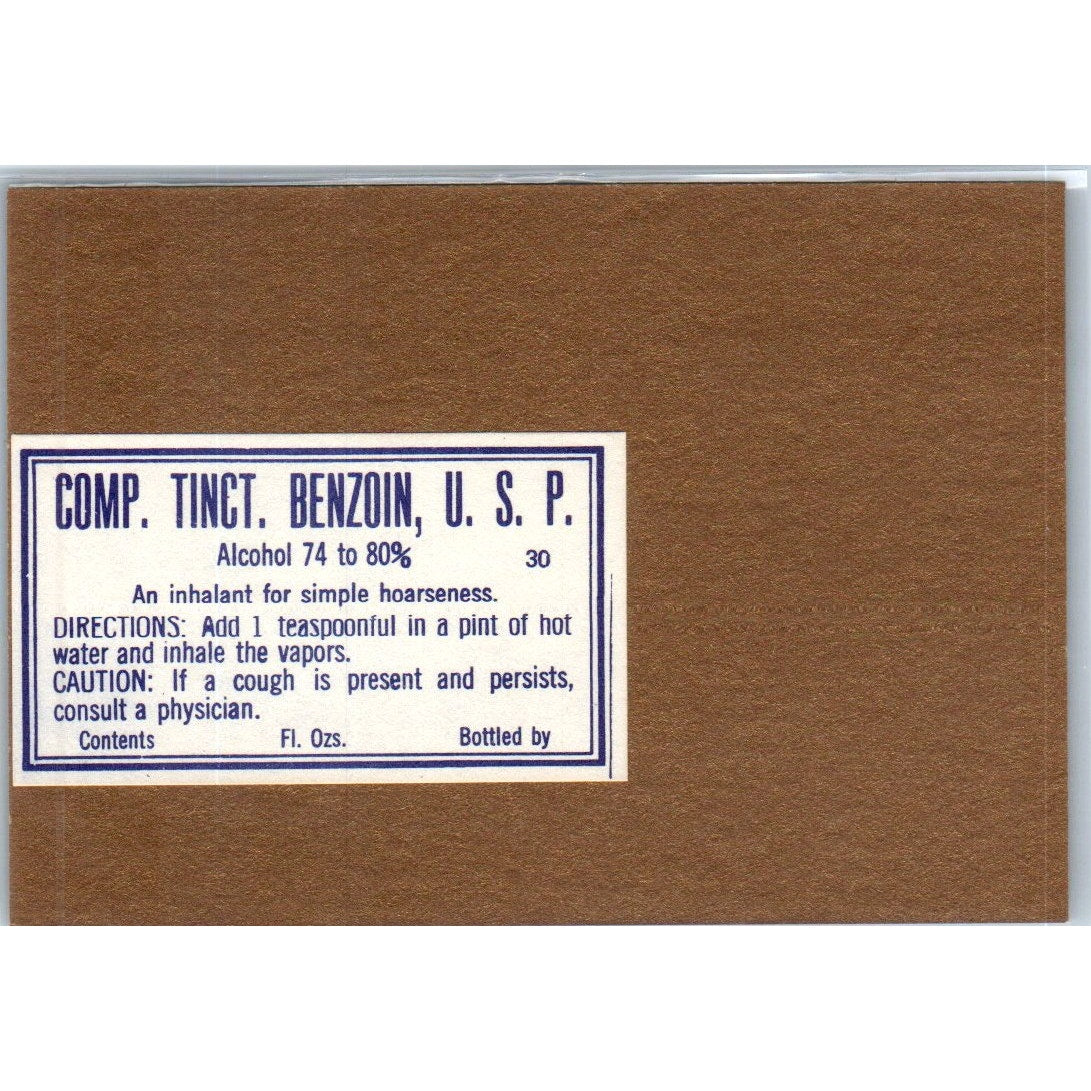 COMP. TINCT. BENZOIN, U. S. P.
Alcohol 74 to 80% 30
An inhalant for simple hoarseness.
DIRECTIONS: Add 1 teaspoonful in a pint of hot
water and inhale the vapors.
CAUTION: If a cough is present and persists,
consult a physician.
Contents Fl. Ozs. Bottled by